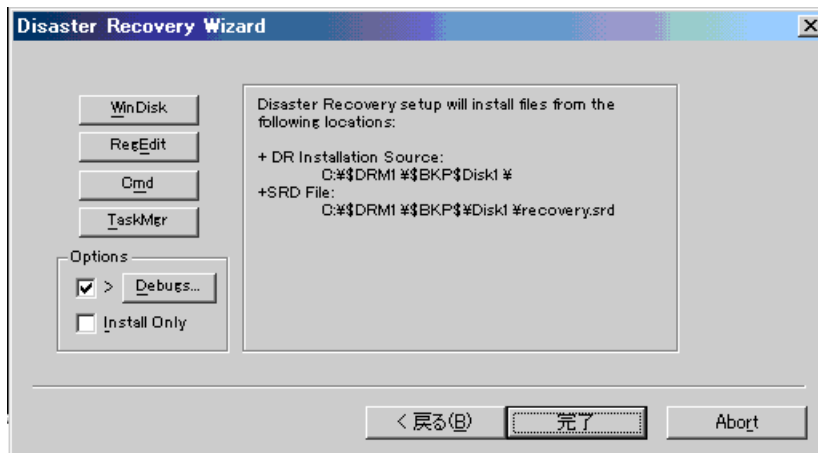 Disaster Recovery Wizard
WinDisk
RegEdit
Cmd
TaskMgr
Options
> Debugs...
Install Only
Disaster Recovery setup will install files from the
following locations:
+ DR Installation Source:
C:¥$DRM1 ¥$BKP$Disk1 ¥
+SRD File:
C:¥$DRM1 ¥$BKP$¥Disk1 ¥recovery.srd
< 戻る(B)
完了
Abort